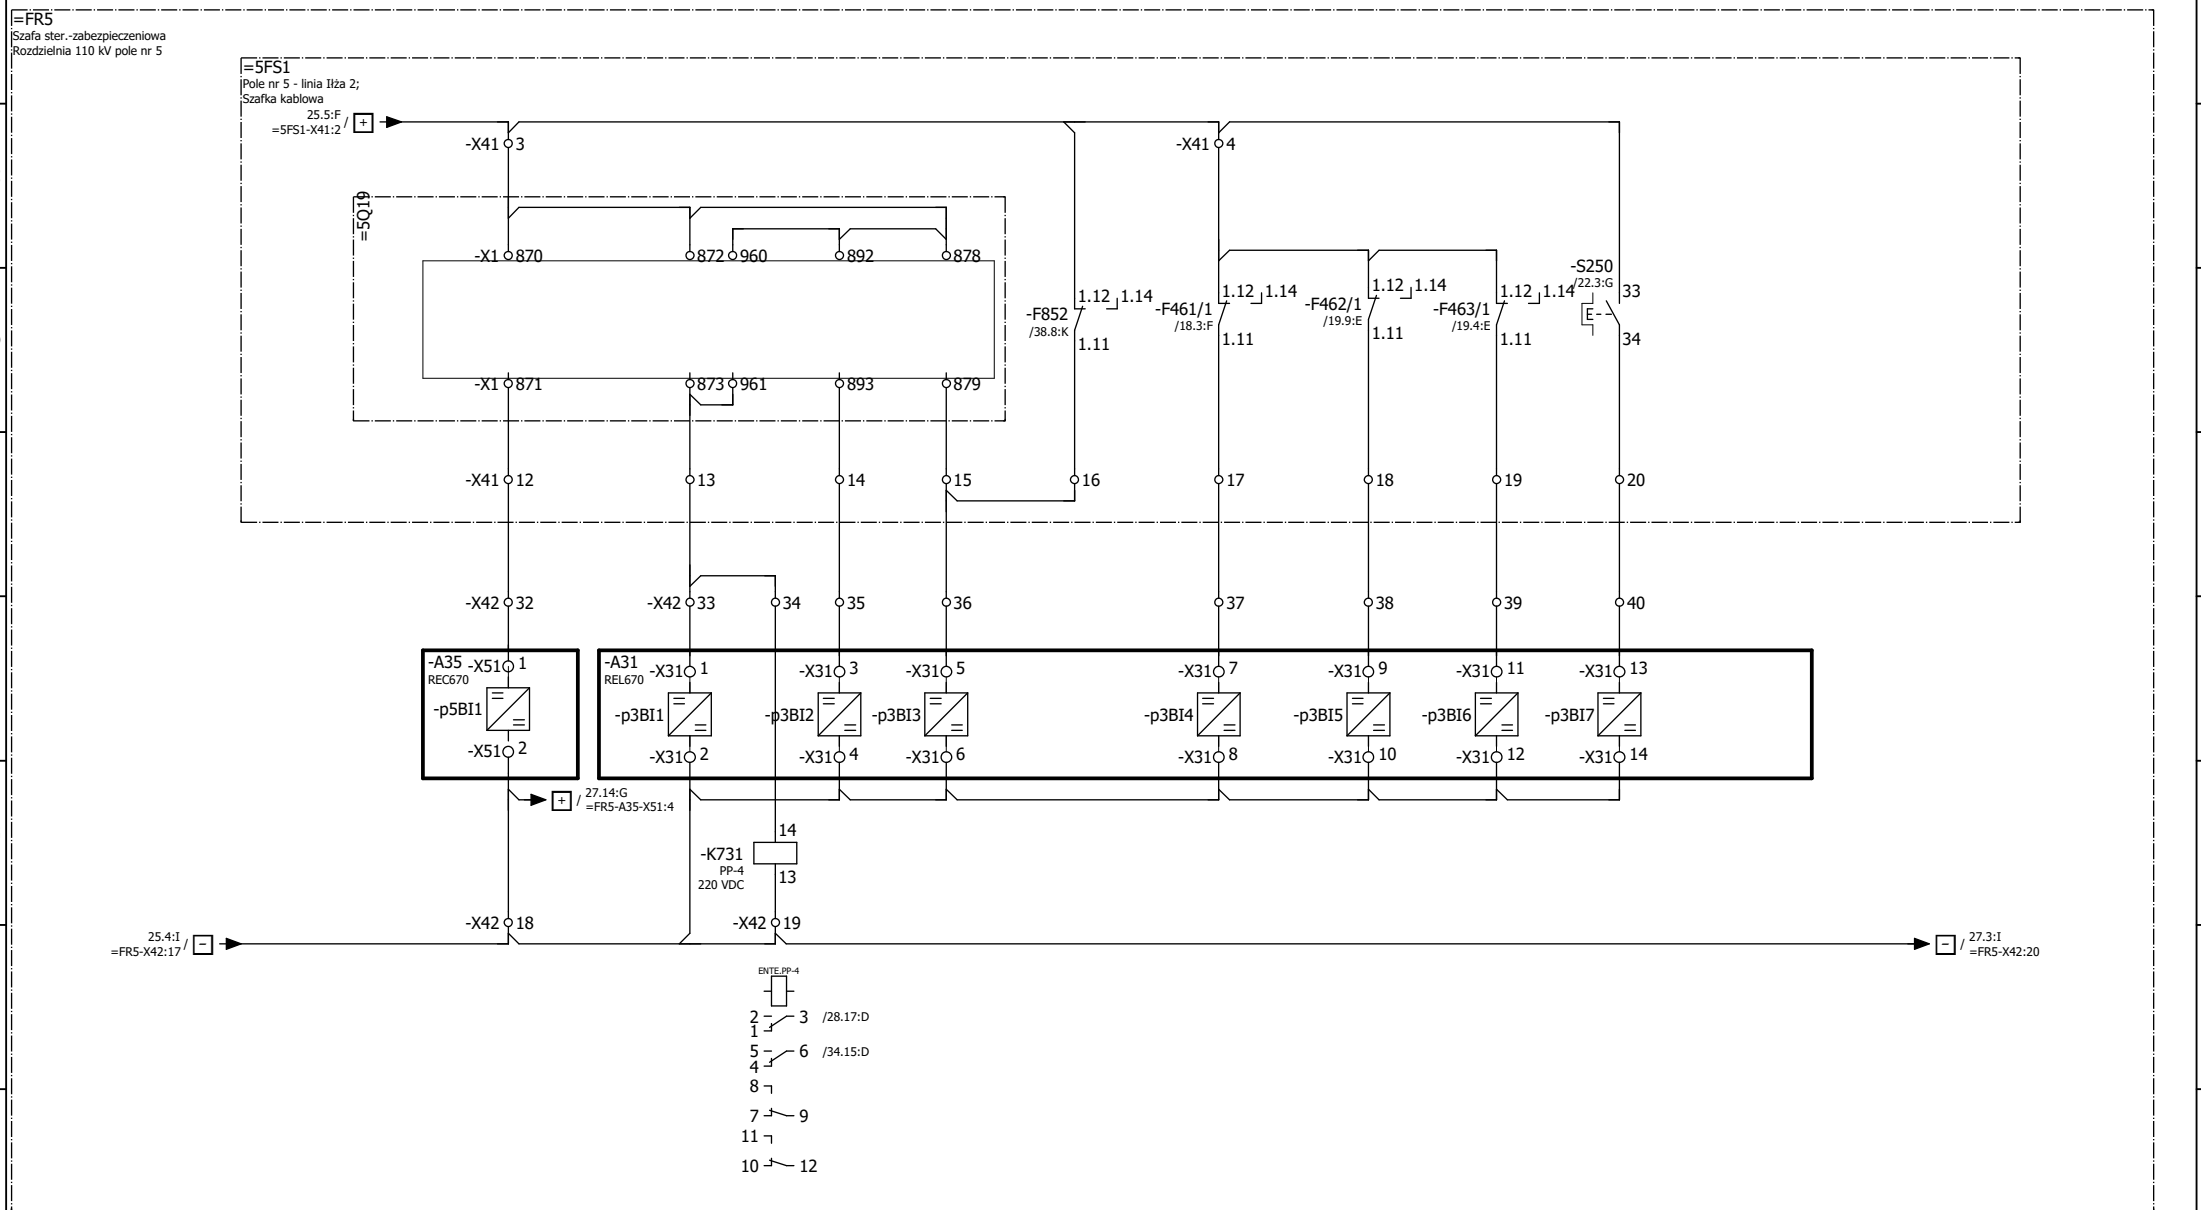 =FR5
Szafa ster.-zabezpieczeniowa
Rozdzielnia 110 kV pole nr 5
=5FS1
Pole nr 5 - linia Iłża 2;
Szafka kablowa
25.5:F
=5FS1-X41:2 / +
-X41 3
-X41 4
=5Q19
-X1 870 872 960 892 878
-X1 871 873 961 893 879
-F852
/38.8:K
1.12 1.14
1.11
-F461/1
/18.3:F
1.12 1.14
1.11
-F462/1
/19.9:E
1.12 1.14
1.11
-F463/1
/19.4:E
1.12 1.14
1.11
-S250
/22.3:G
E
33
34
-X41 12 13 14 15 16 17 18 19 20
-X42 32 -X42 33 34 35 36 37 38 39 40
-A35
REC670
-X51 1
-p5BI1
-X51 2
-A31
REL670
-X31 1 -X31 3 -X31 5 -X31 7 -X31 9 -X31 11 -X31 13
-p3BI1 -p3BI2 -p3BI3 -p3BI4 -p3BI5 -p3BI6 -p3BI7
-X31 2 -X31 4 -X31 6 -X31 8 -X31 10 -X31 12 -X31 14
+ / 27.14:G
=FR5-A35-X51:4
14
-K731
PP-4
220 VDC
13
-X42 18 -X42 19
25.4:I
=FR5-X42:17 / -
- / 27.3:I
=FR5-X42:20
ENTE.PP-4
2 3 /28.17:D
1
5 6 /34.15:D
4
8
7 9
11
10 12